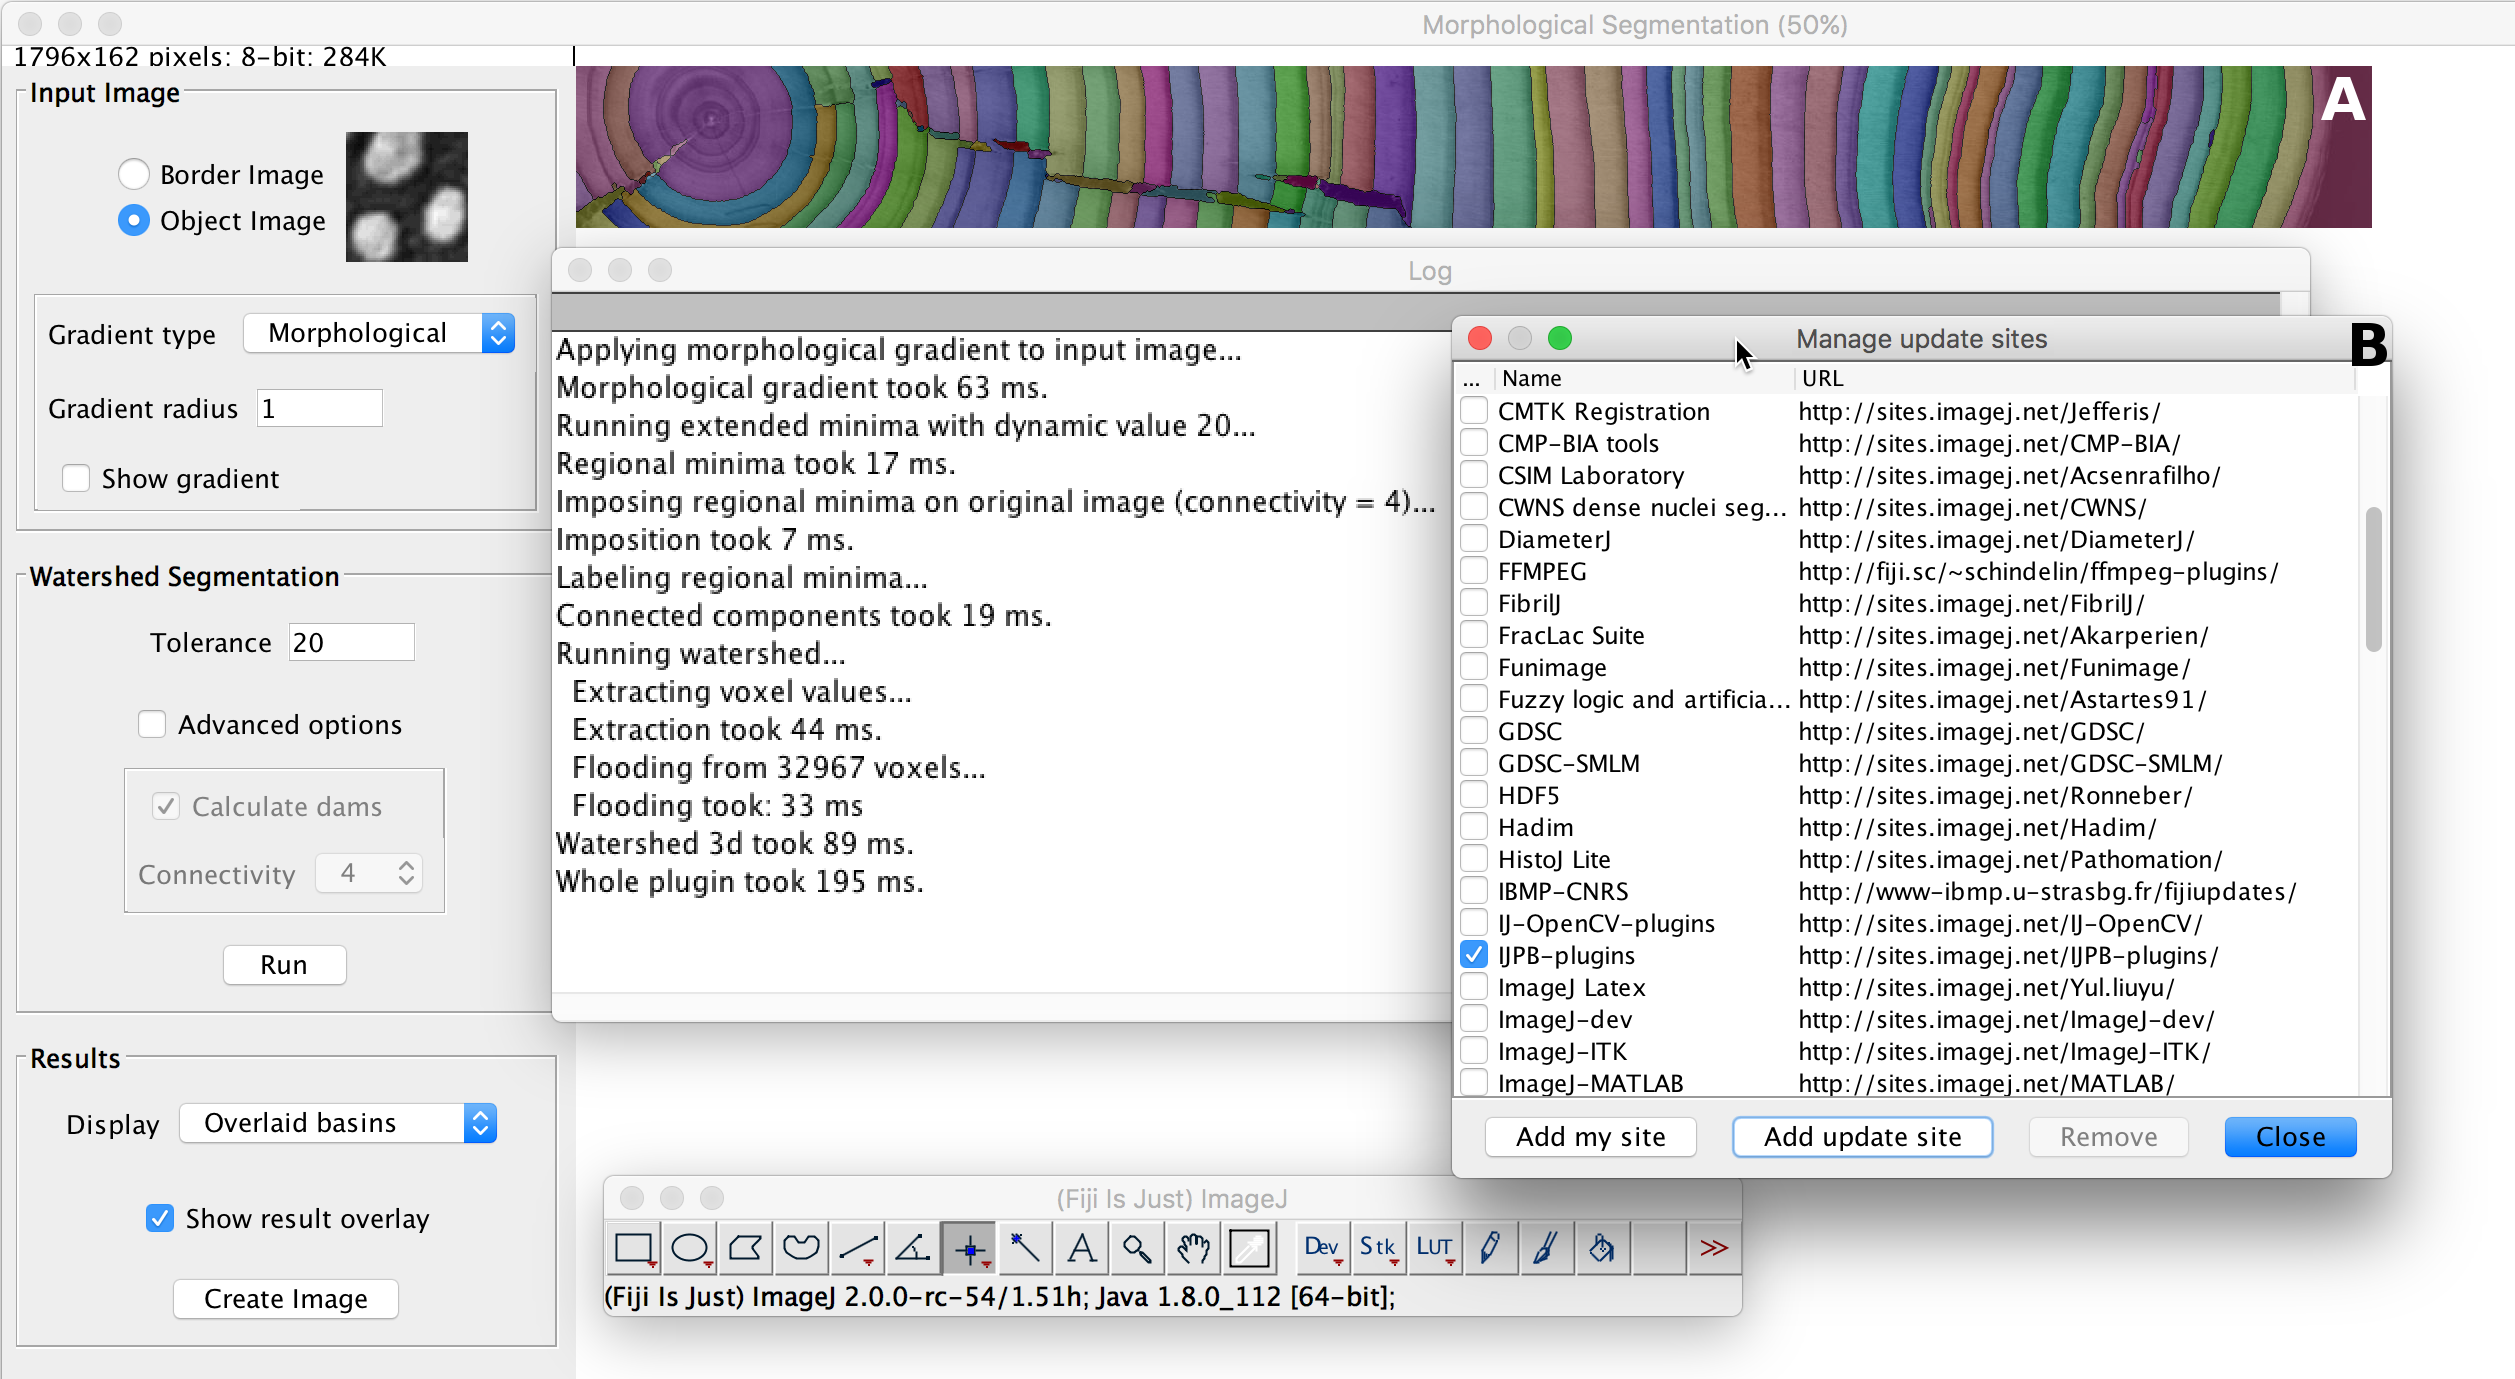 Morphological Segmentation (50%)
1796x162 pixels; 8-bit; 284K
Input Image
Border Image
Object Image
Gradient type Morphological
Gradient radius 1
Show gradient
Watershed Segmentation
Tolerance 20
Advanced options
Calculate dams
Connectivity 4
Run
Results
Display Overlaid basins
Show result overlay
Create Image
A
Log
Applying morphological gradient to input image...
Morphological gradient took 63 ms.
Running extended minima with dynamic value 20...
Regional minima took 17 ms.
Imposing regional minima on original image (connectivity = 4)...
Imposition took 7 ms.
Labeling regional minima...
Connected components took 19 ms.
Running watershed...
Extracting voxel values...
Extraction took 44 ms.
Flooding from 32967 voxels...
Flooding took: 33 ms
Watershed 3d took 89 ms.
Whole plugin took 195 ms.
Manage update sites
B
... Name URL
CMTK Registration http://sites.imagej.net/Jefferis/
CMP-BIA tools http://sites.imagej.net/CMP-BIA/
CSIM Laboratory http://sites.imagej.net/Acsenrafilho/
CWNS dense nuclei seg... http://sites.imagej.net/CWNS/
DiameterJ http://sites.imagej.net/DiameterJ/
FFMPEG http://fiji.sc/~schindelin/ffmpeg-plugins/
FibrilJ http://sites.imagej.net/FibrilJ/
FracLac Suite http://sites.imagej.net/Akarperien/
Funimage http://sites.imagej.net/Funimage/
Fuzzy logic and artificia... http://sites.imagej.net/Astartes91/
GDSC http://sites.imagej.net/GDSC/
GDSC-SMLM http://sites.imagej.net/GDSC-SMLM/
HDF5 http://sites.imagej.net/Ronneber/
Hadim http://sites.imagej.net/Hadim/
HistoJ Lite http://sites.imagej.net/Pathomation/
IBMP-CNRS http://www-ibmp.u-strasbg.fr/fijiupdates/
IJ-OpenCV-plugins http://sites.imagej.net/IJ-OpenCV/
IJPB-plugins http://sites.imagej.net/IJPB-plugins/
ImageJ Latex http://sites.imagej.net/Yul.liuyu/
ImageJ-dev http://sites.imagej.net/ImageJ-dev/
ImageJ-ITK http://sites.imagej.net/ImageJ-ITK/
ImageJ-MATLAB http://sites.imagej.net/MATLAB/
Add my site Add update site Remove Close
(Fiji Is Just) ImageJ
A Dev Stk LUT >>
(Fiji Is Just) ImageJ 2.0.0-rc-54/1.51h; Java 1.8.0_112 [64-bit];